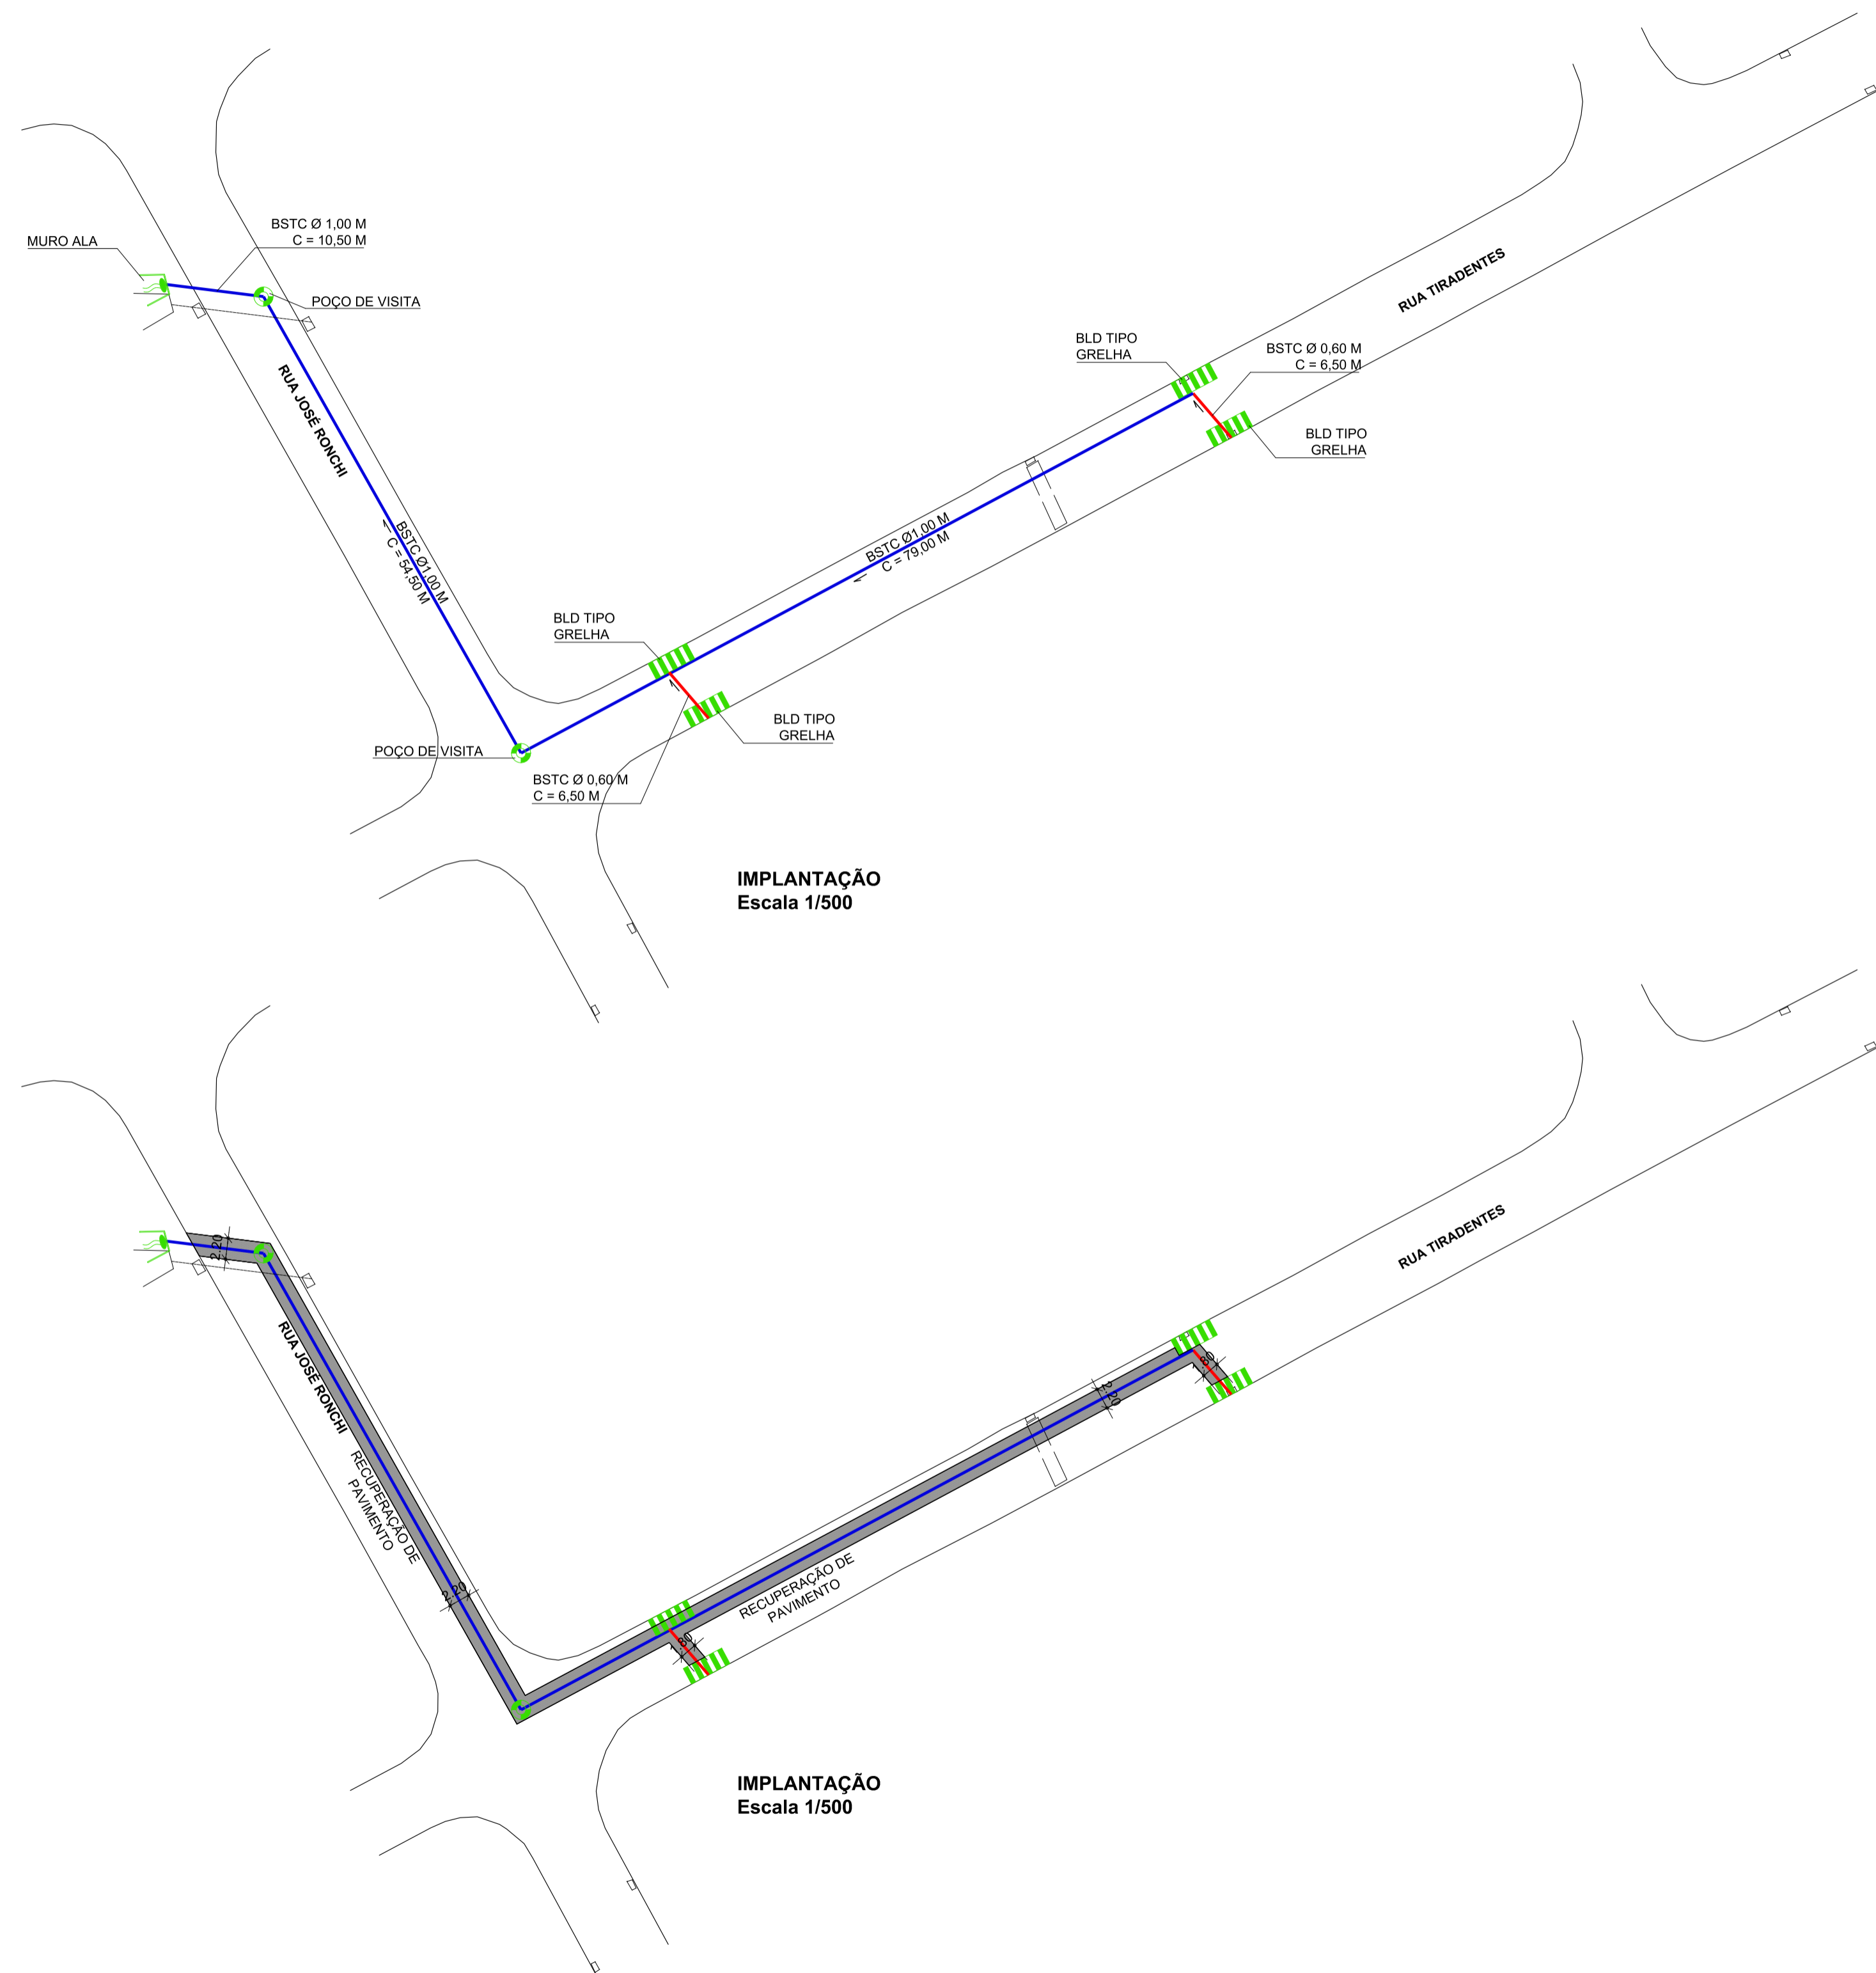 BSTC Ø 1,00 M
C = 10,50 M
MURO ALA
POÇO DE VISITA
RUA TIRADENTES
BLD TIPO
GRELHA
BSTC Ø 0,60 M
C = 6,50 M
RUA JOSÉ RONCHI
BLD TIPO
GRELHA
BSTC Ø1,00 M
C = 54,50 M
BSTC Ø1,00 M
C = 79,00 M
BLD TIPO
GRELHA
BLD TIPO
GRELHA
POÇO DE VISITA
BSTC Ø 0,60 M
C = 6,50 M
IMPLANTAÇÃO
Escala 1/500
2.20
RUA TIRADENTES
RUA JOSÉ RONCHI
2.20
RECUPERAÇÃO DE
PAVIMENTO
2.20
RECUPERAÇÃO DE
PAVIMENTO
IMPLANTAÇÃO
Escala 1/500